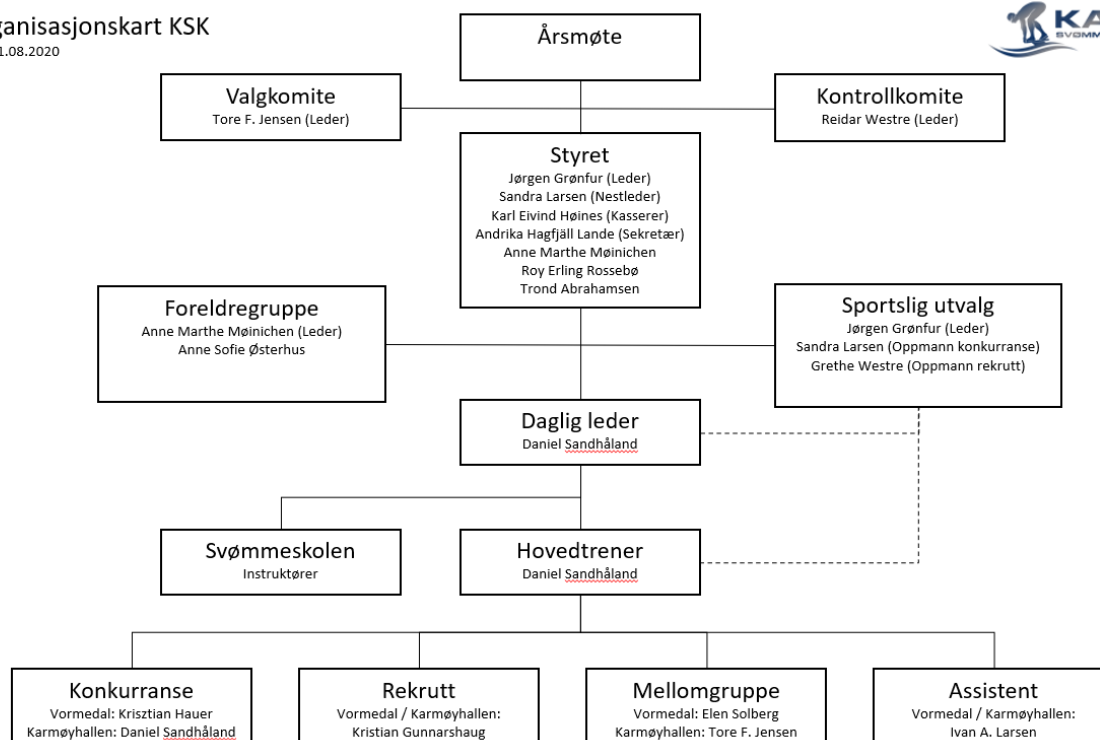 ganisasjonskart KSK
1.08.2020
KA
SVØMM
Årsmøte
Valgkomite
Tore F. Jensen (Leder)
Kontrollkomite
Reidar Westre (Leder)
Styret
Jørgen Grønfur (Leder)
Sandra Larsen (Nestleder)
Karl Eivind Høines (Kasserer)
Andrika Hagfjäll Lande (Sekretær)
Anne Marthe Møinichen
Roy Erling Rossebø
Trond Abrahamsen
Foreldregruppe
Anne Marthe Møinichen (Leder)
Anne Sofie Østerhus
Sportslig utvalg
Jørgen Grønfur (Leder)
Sandra Larsen (Oppmann konkurranse)
Grethe Westre (Oppmann rekrutt)
Daglig leder
Daniel Sandhåland
Svømmeskolen
Instruktører
Hovedtrener
Daniel Sandhåland
Konkurranse
Vormedal: Krisztian Hauer
Karmøyhallen: Daniel Sandhåland
Rekrutt
Vormedal / Karmøyhallen:
Kristian Gunnarshaug
Mellomgruppe
Vormedal: Elen Solberg
Karmøyhallen: Tore F. Jensen
Assistent
Vormedal / Karmøyhallen:
Ivan A. Larsen